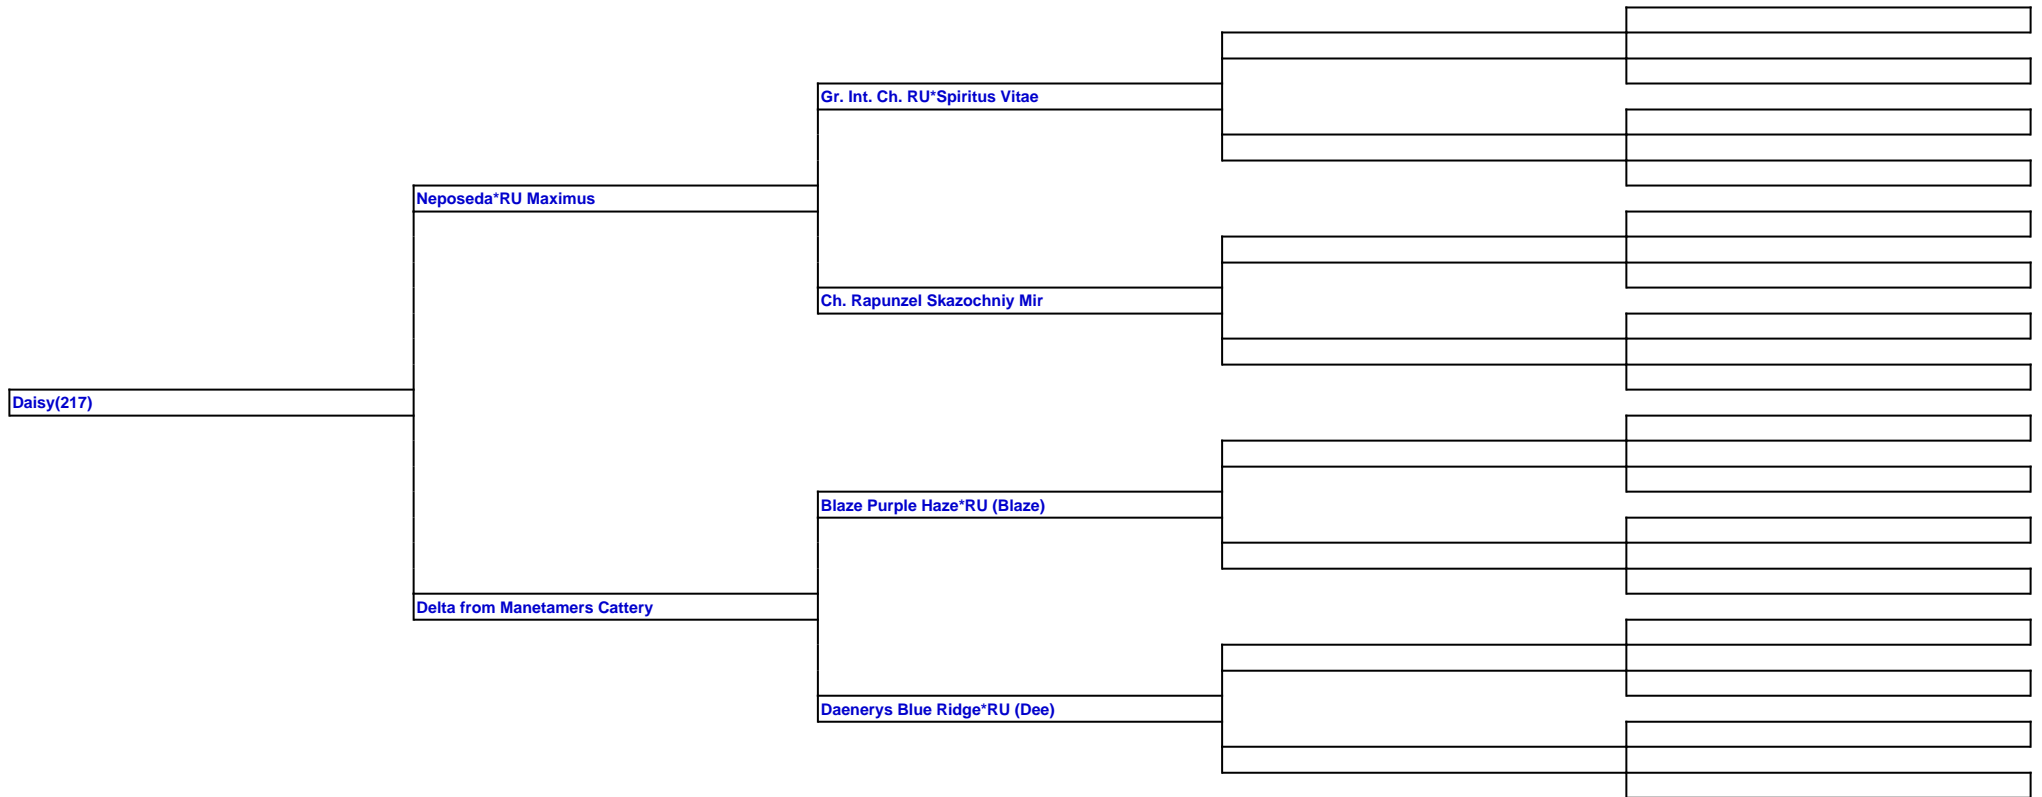 Gr. Int. Ch. RU*Spiritus Vitae
Neposeda*RU Maximus
Ch. Rapunzel Skazochniy Mir
Daisy(217)
Blaze Purple Haze*RU (Blaze)
Delta from Manetamers Cattery
Daenerys Blue Ridge*RU (Dee)